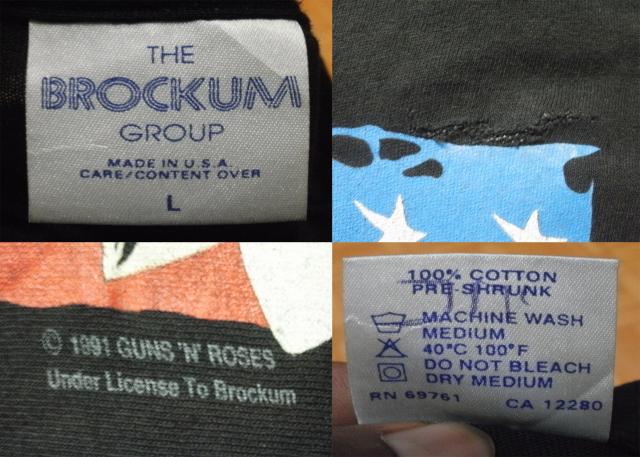 THE
BROCKUM
GROUP
MADE IN U.S.A.
CARE/CONTENT OVER
L
© 1991 GUNS 'N' ROSES
Under License To Brockum
100% COTTON
PRE-SHRUNK
MACHINE WASH
MEDIUM
40°C 100°F
DO NOT BLEACH
DRY MEDIUM
RN 69761 CA 12280